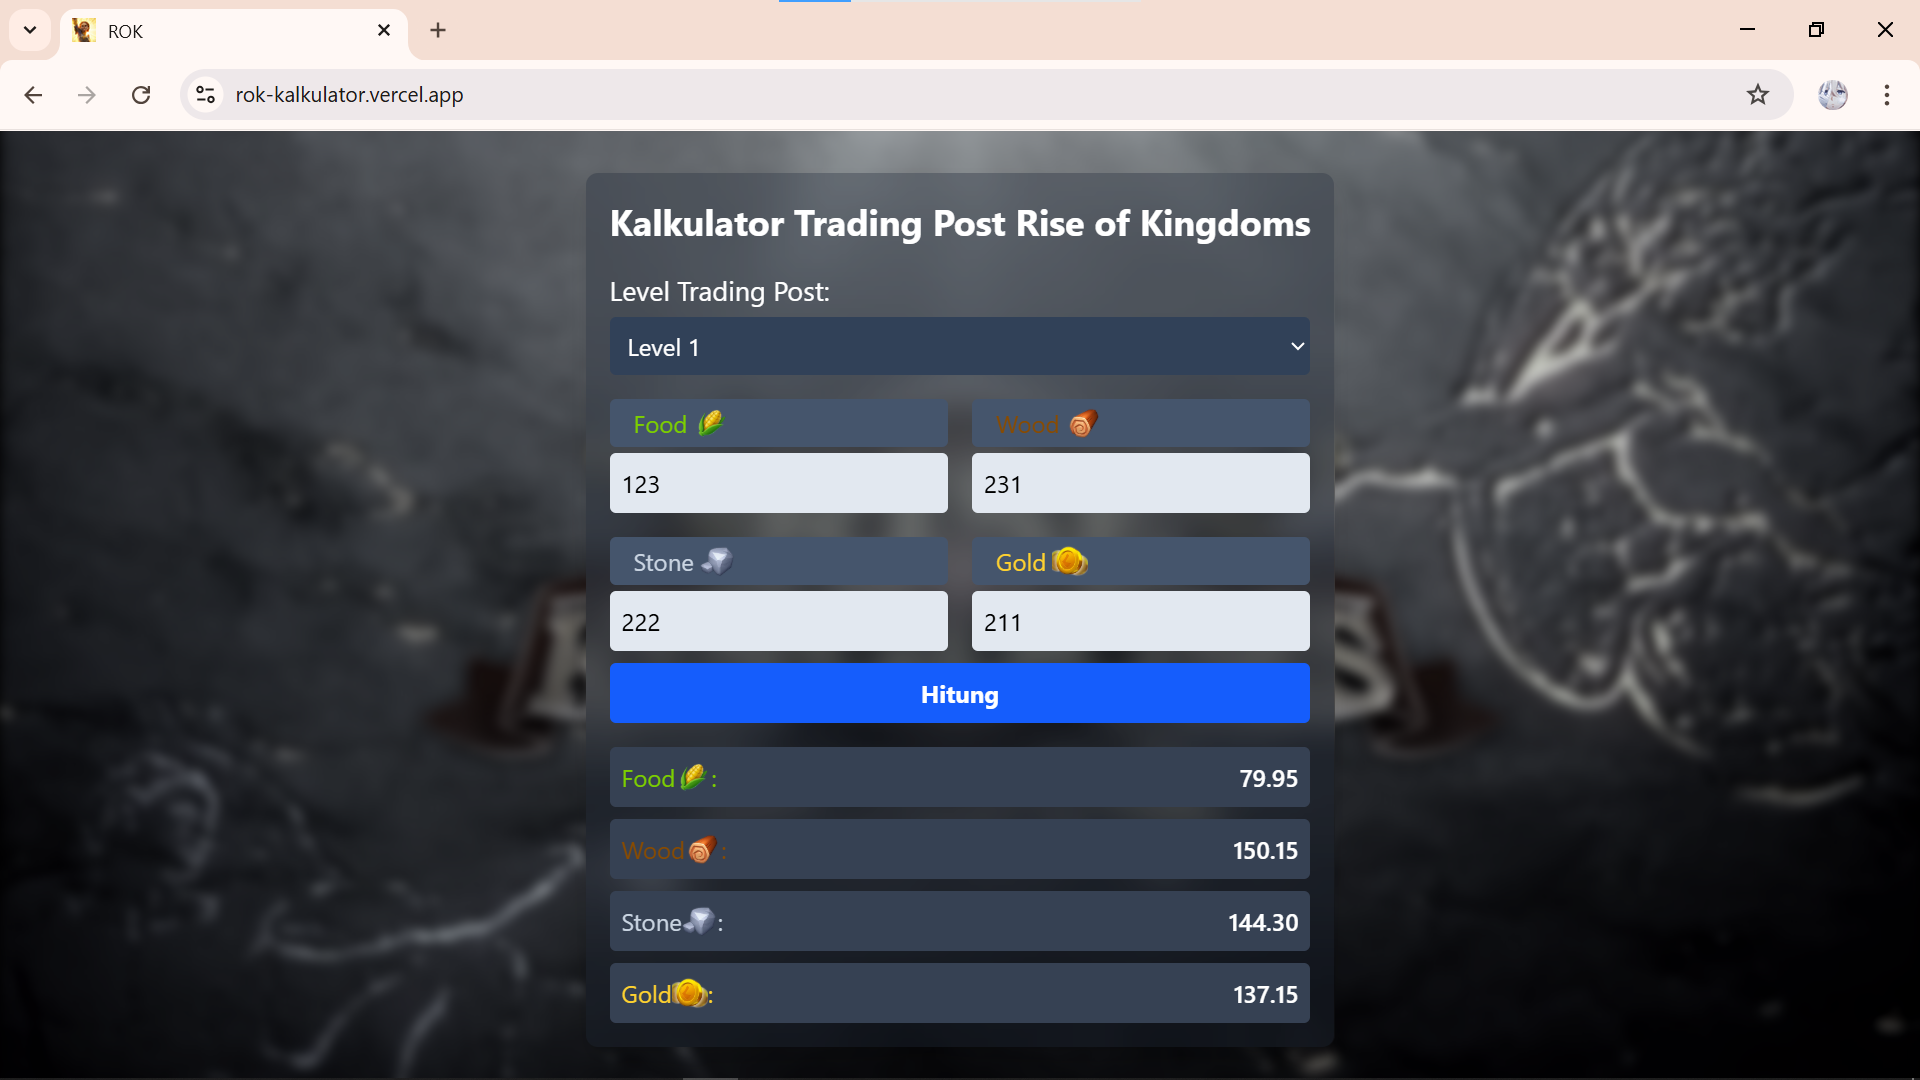 ROK
rok-kalkulator.vercel.app
Kalkulator Trading Post Rise of Kingdoms
Level Trading Post:
Level 1
Food
Wood
123
231
Stone
Gold
222
211
Hitung
Food : 79.95
Wood : 150.15
Stone : 144.30
Gold : 137.15